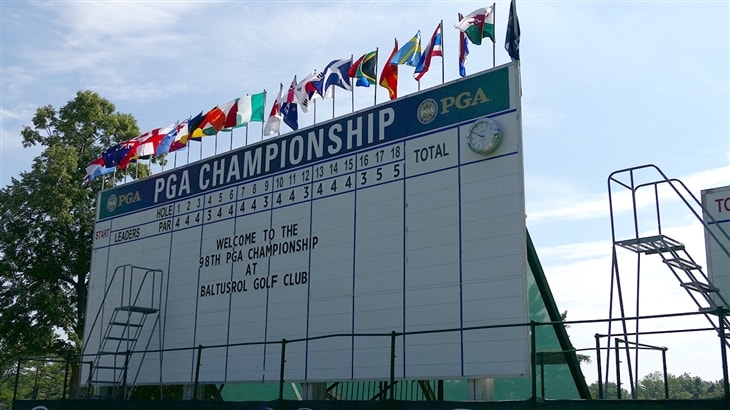 PGA CHAMPIONSHIP PGA
PGA
HOLE 1 2 3 4 5 6 7 8 9 10 11 12 13 14 15 16 17 18 TOTAL
START LEADERS PAR 4 4 4 3 4 4 4 4 3 4 4 3 4 4 4 3 5 5
WELCOME TO THE
98TH PGA CHAMPIONSHIP
AT
BALTUSROL GOLF CLUB